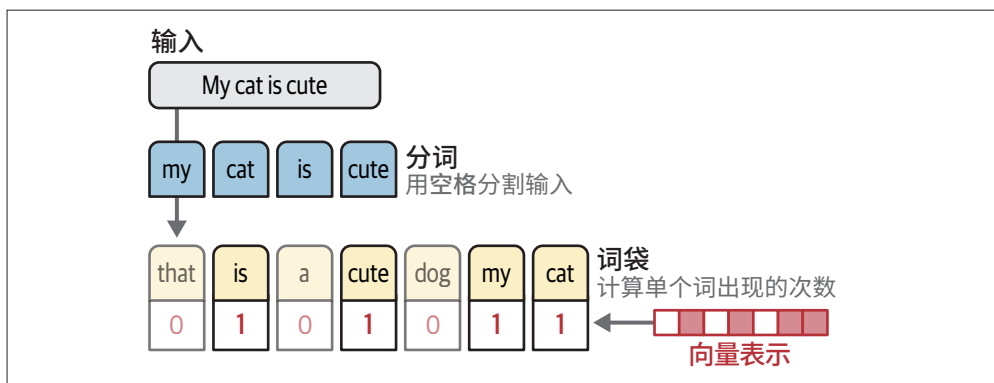 输入
My cat is cute
my cat is cute 分词
用空格分割输入
that is a cute dog my cat 词袋
计算单个词出现的次数
0 1 0 1 0 1 1
向量表示